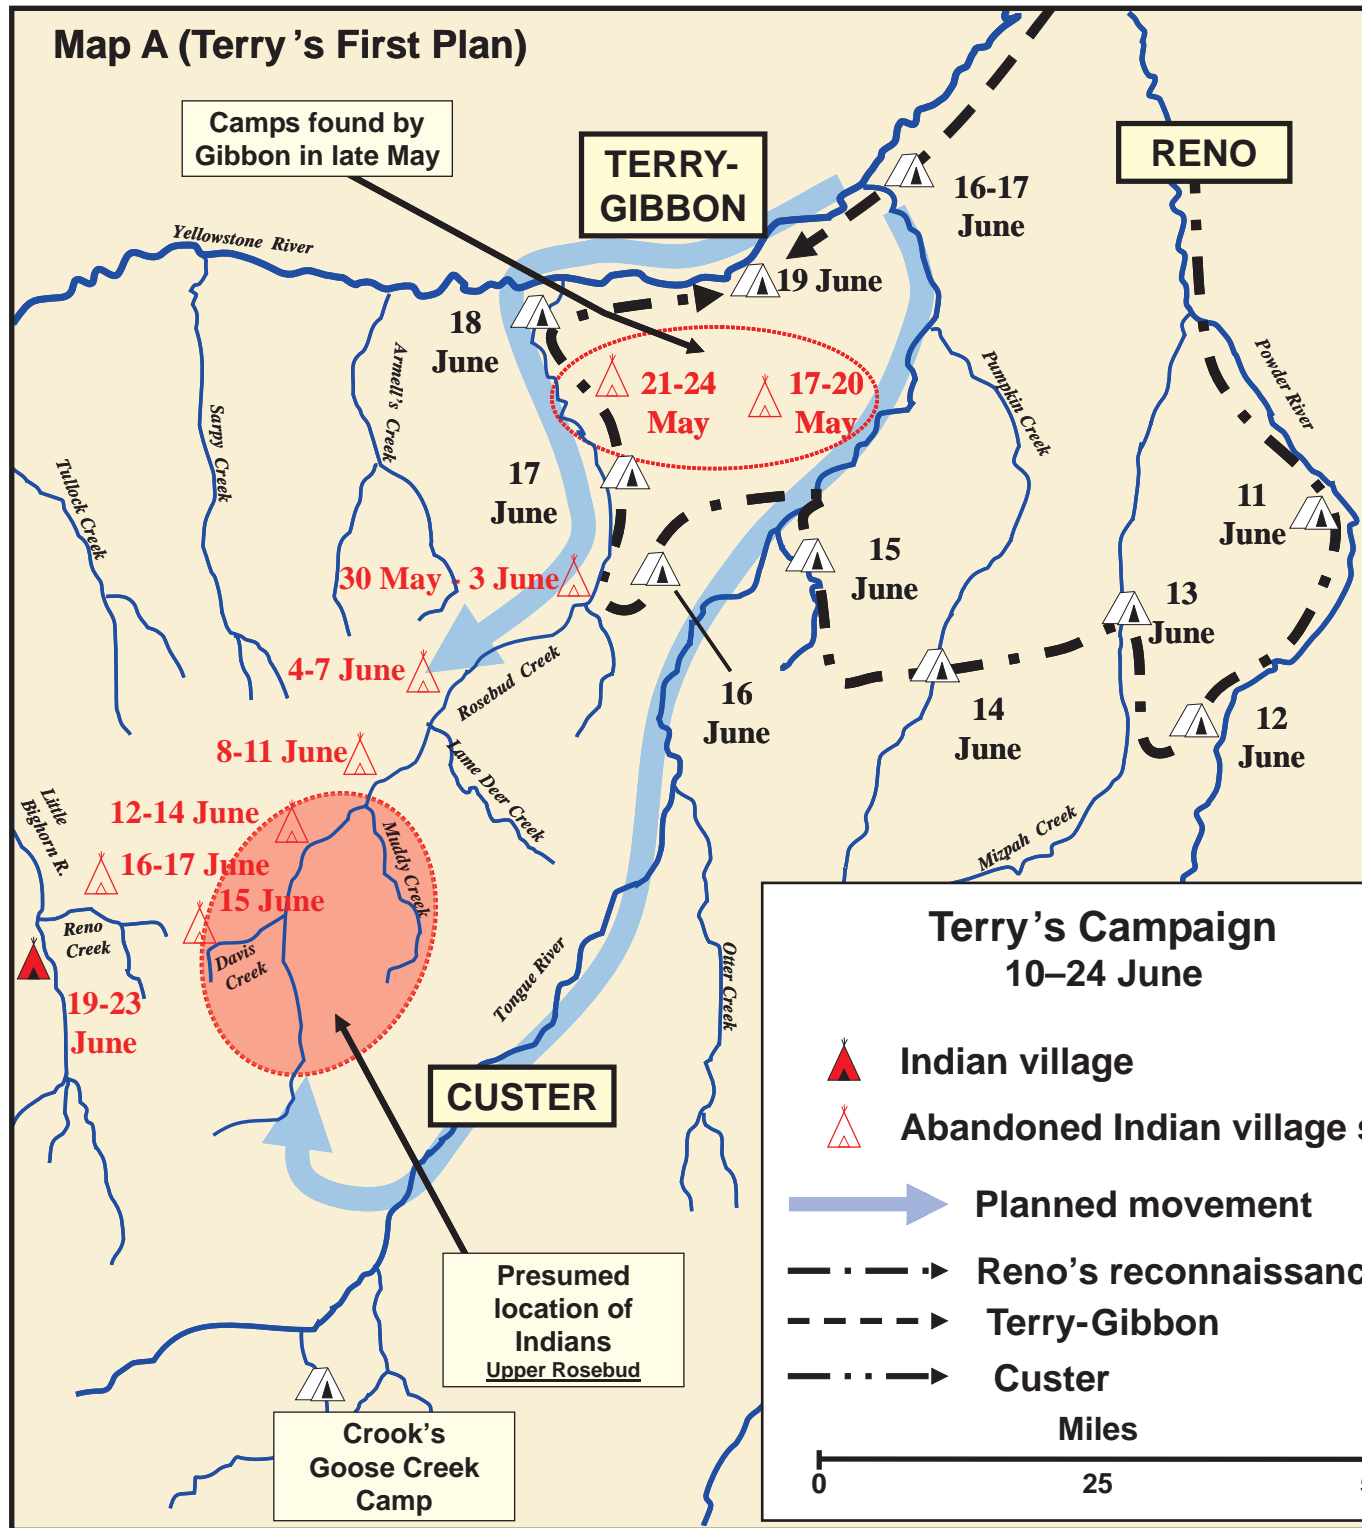 Map A (Terry's First Plan)
Camps found by
Gibbon in late May
TERRY-
GIBBON
RENO
16-17
June
Yellowstone River
19 June
18
June
21-24
May
17-20
May
Armell's Creek
Sarpy Creek
Tullock Creek
Pumpkin Creek
Powder River
17
June
11
June
15
June
30 May - 3 June
13
June
4-7 June
Rosebud Creek
16
June
14
June
12
June
8-11 June
Lame Deer Creek
Little
Bighorn R.
12-14 June
Muddy Creek
Mizpah Creek
16-17 June
15 June
Reno
Creek
Davis
Creek
Tongue River
Otter Creek
19-23
June
CUSTER
Presumed
location of
Indians
Upper Rosebud
Crook's
Goose Creek
Camp
Terry's Campaign
10–24 June
Indian village
Abandoned Indian village s
Planned movement
Reno's reconnaissanc
Terry-Gibbon
Custer
Miles
0 25